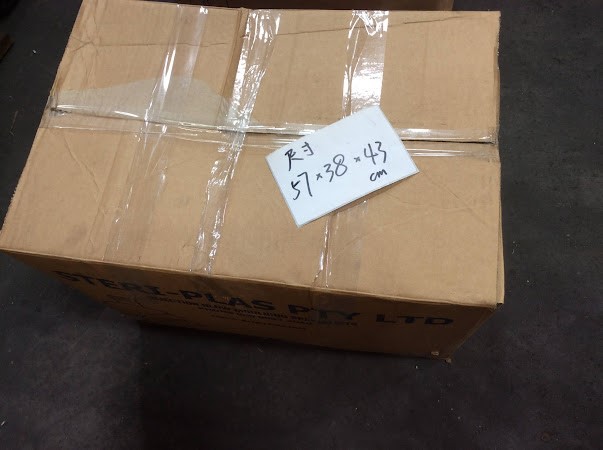 尺寸
57×38×43
cm
STERI-PLAS PTY LTD